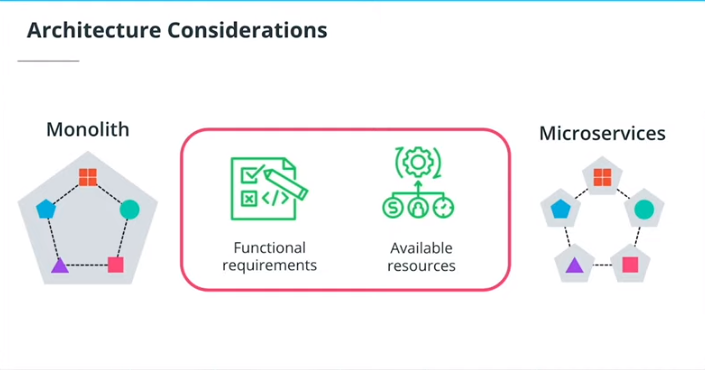 Architecture Considerations
Monolith
Microservices
Functional
requirements
Available
resources